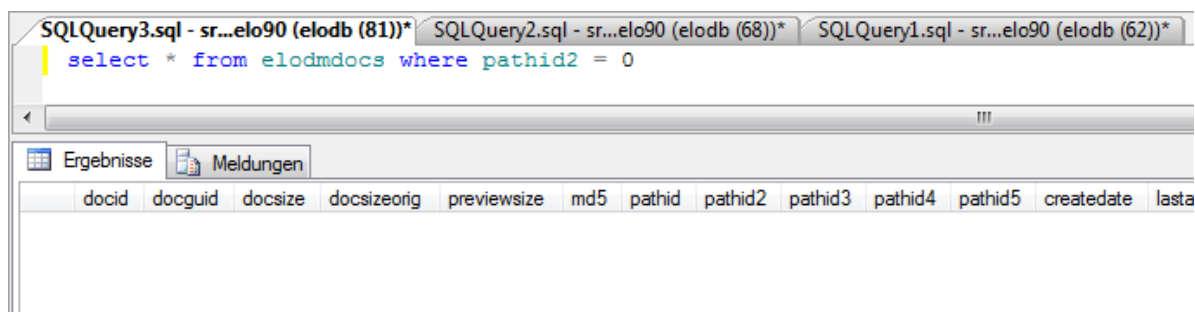 SQLQuery3.sql - sr...elo90 (elodb (81))* SQLQuery2.sql - sr...elo90 (elodb (68))* SQLQuery1.sql - sr...elo90 (elodb (62))*
select * from elodmdocs where pathid2 = 0
Ergebnisse Meldungen
docid docguid docsize docsizeorig previewsize md5 pathid pathid2 pathid3 pathid4 pathid5 createdate lasta